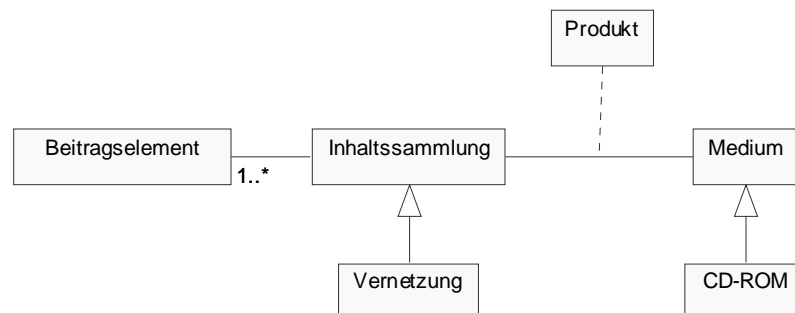 Produkt
Beitragselement
Inhaltssammlung
Medium
1..*
Vernetzung
CD-ROM